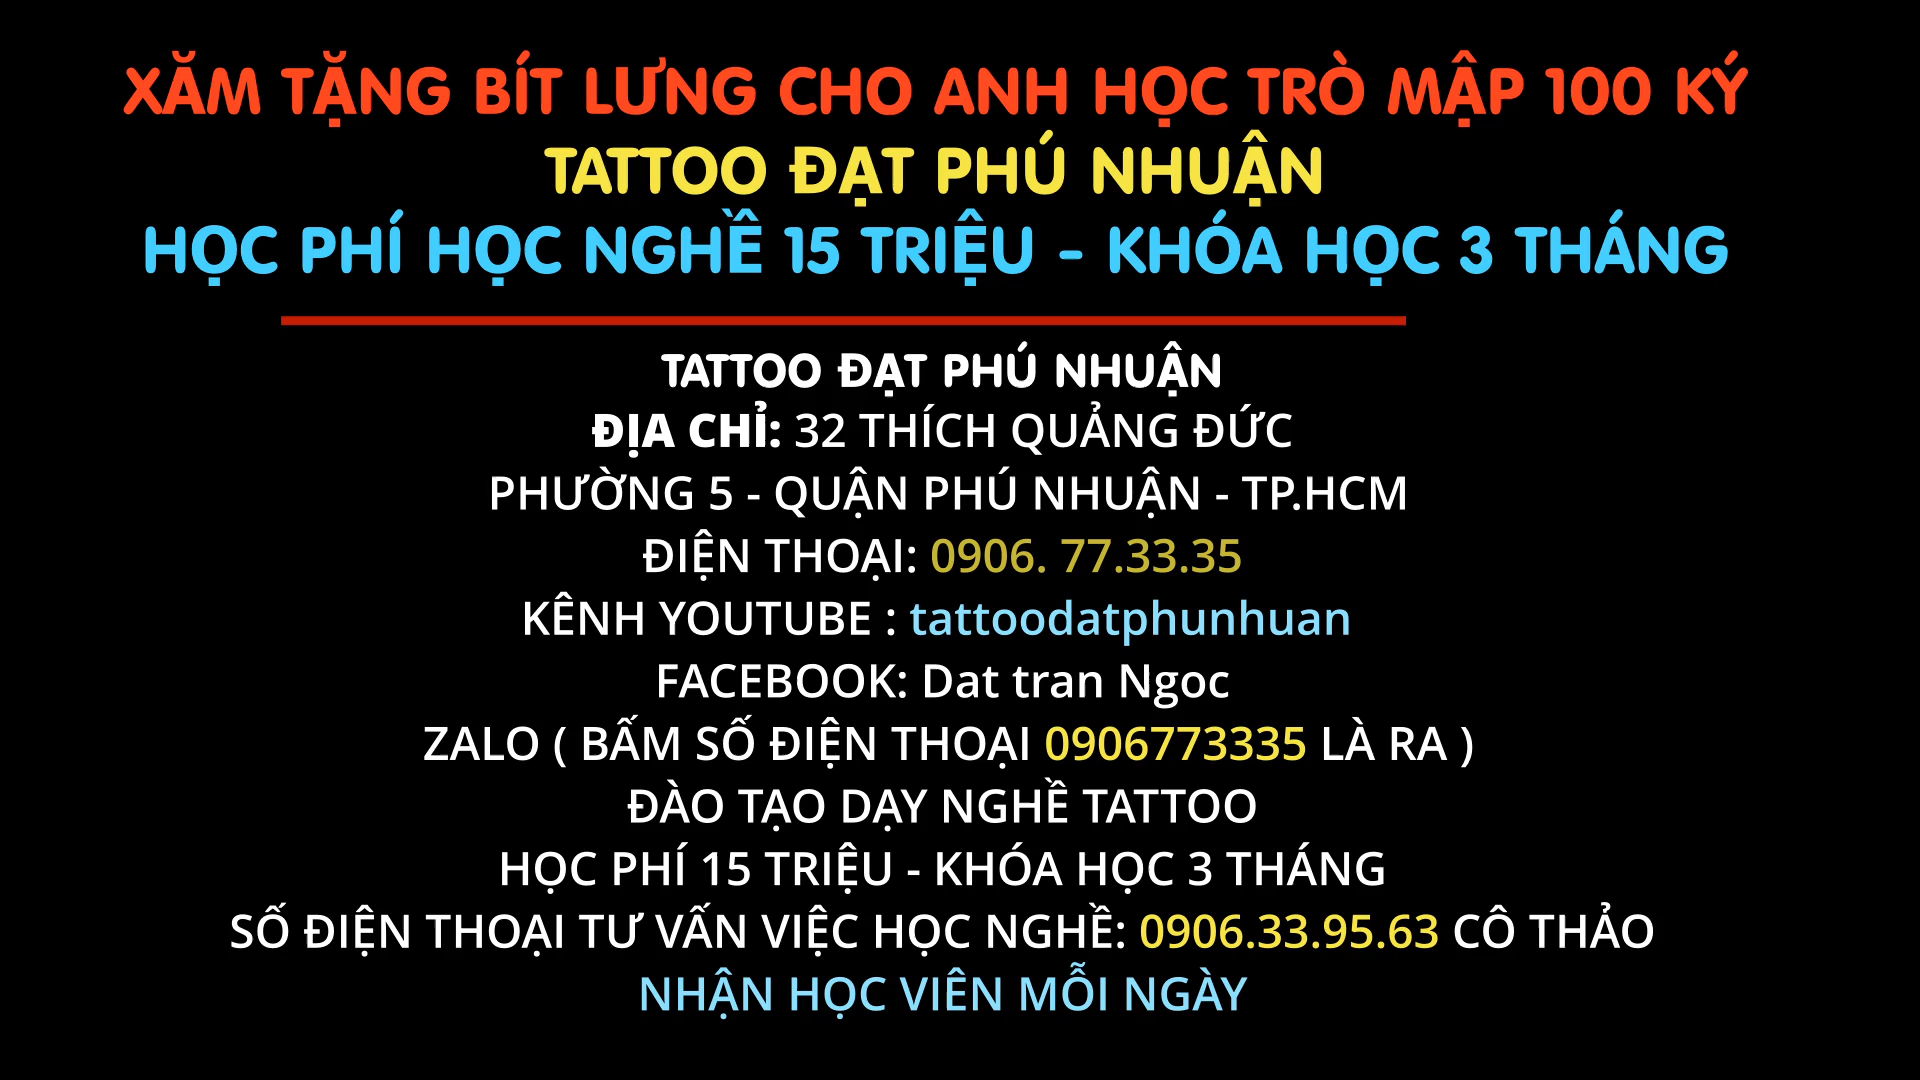 XĂM TẶNG BÍT LƯNG CHO ANH HỌC TRÒ MẬP 100 KÝ
TATTOO ĐẠT PHÚ NHUẬN
HỌC PHÍ HỌC NGHỀ 15 TRIỆU - KHÓA HỌC 3 THÁNG
TATTOO ĐẠT PHÚ NHUẬN
ĐỊA CHỈ: 32 THÍCH QUẢNG ĐỨC
PHƯỜNG 5 - QUẬN PHÚ NHUẬN - TP.HCM
ĐIỆN THOẠI: 0906. 77.33.35
KÊNH YOUTUBE : tattoodatphunhuan
FACEBOOK: Dat tran Ngoc
ZALO ( BẤM SỐ ĐIỆN THOẠI 0906773335 LÀ RA )
ĐÀO TẠO DẠY NGHỀ TATTOO
HỌC PHÍ 15 TRIỆU - KHÓA HỌC 3 THÁNG
SỐ ĐIỆN THOẠI TƯ VẤN VIỆC HỌC NGHỀ: 0906.33.95.63 CÔ THẢO
NHẬN HỌC VIÊN MỖI NGÀY